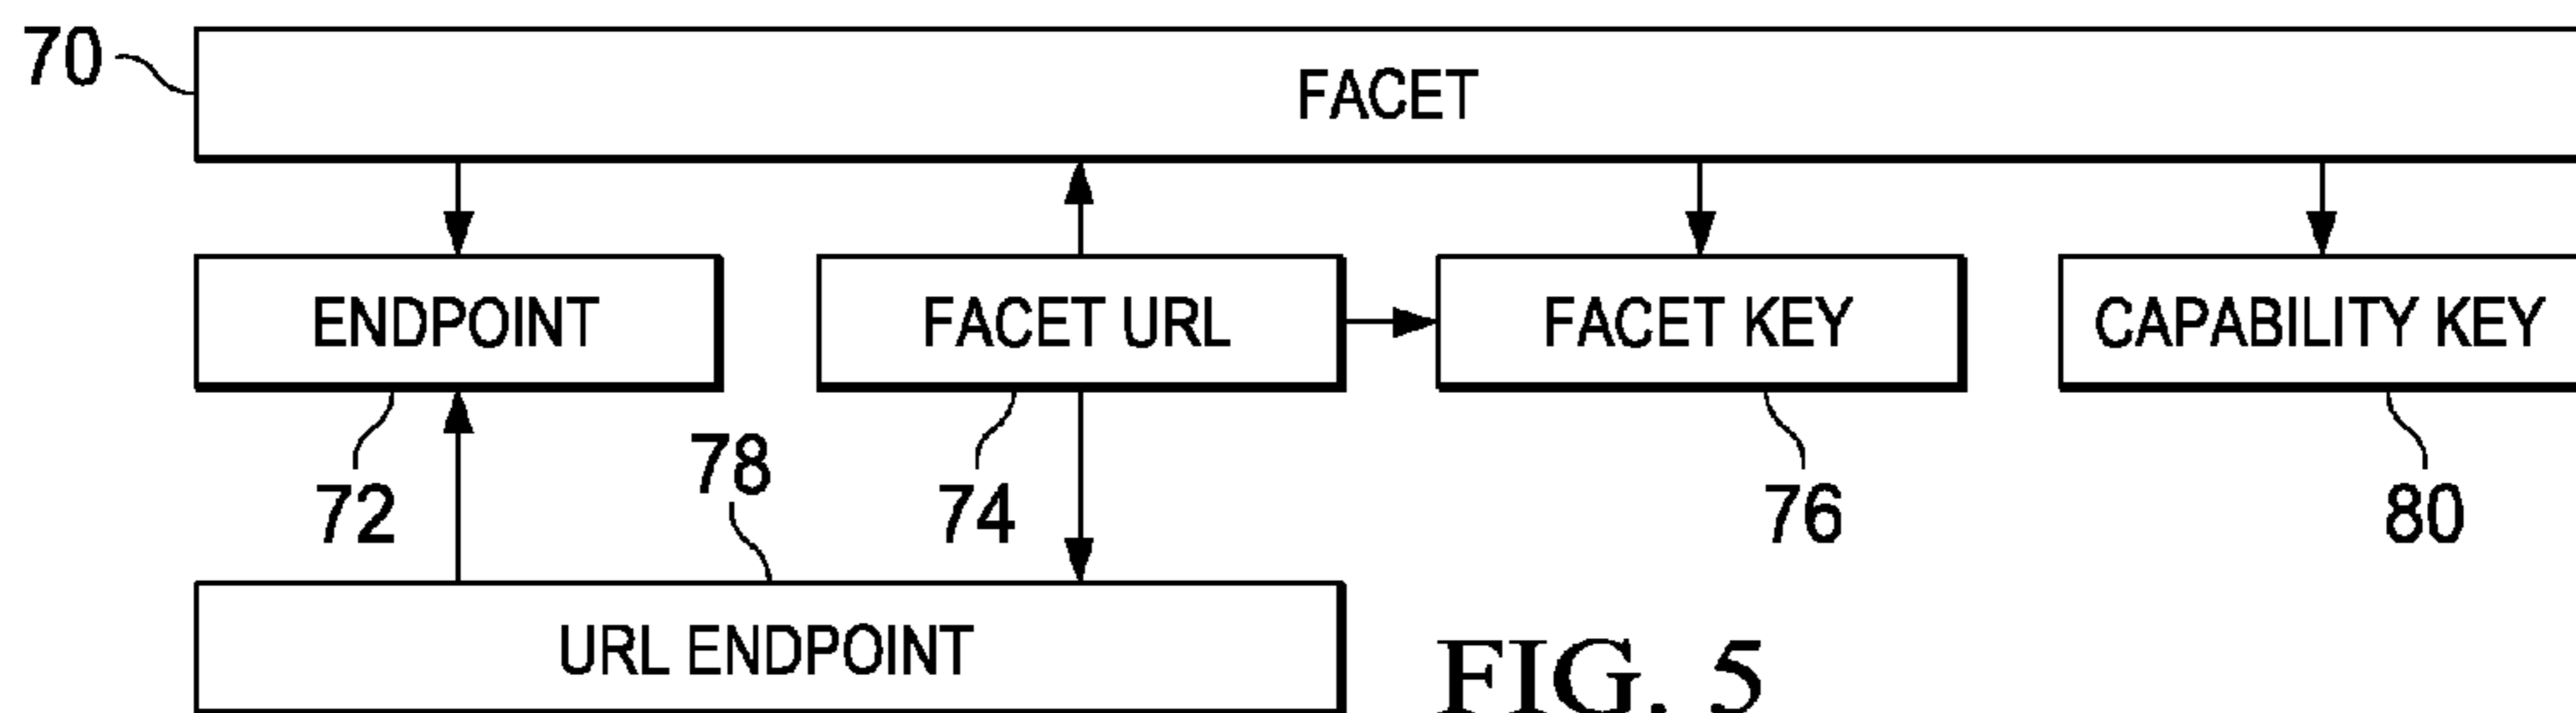 70
FACET
ENDPOINT
FACET URL
FACET KEY
CAPABILITY KEY
72
78
74
76
80
URL ENDPOINT
FIG. 5